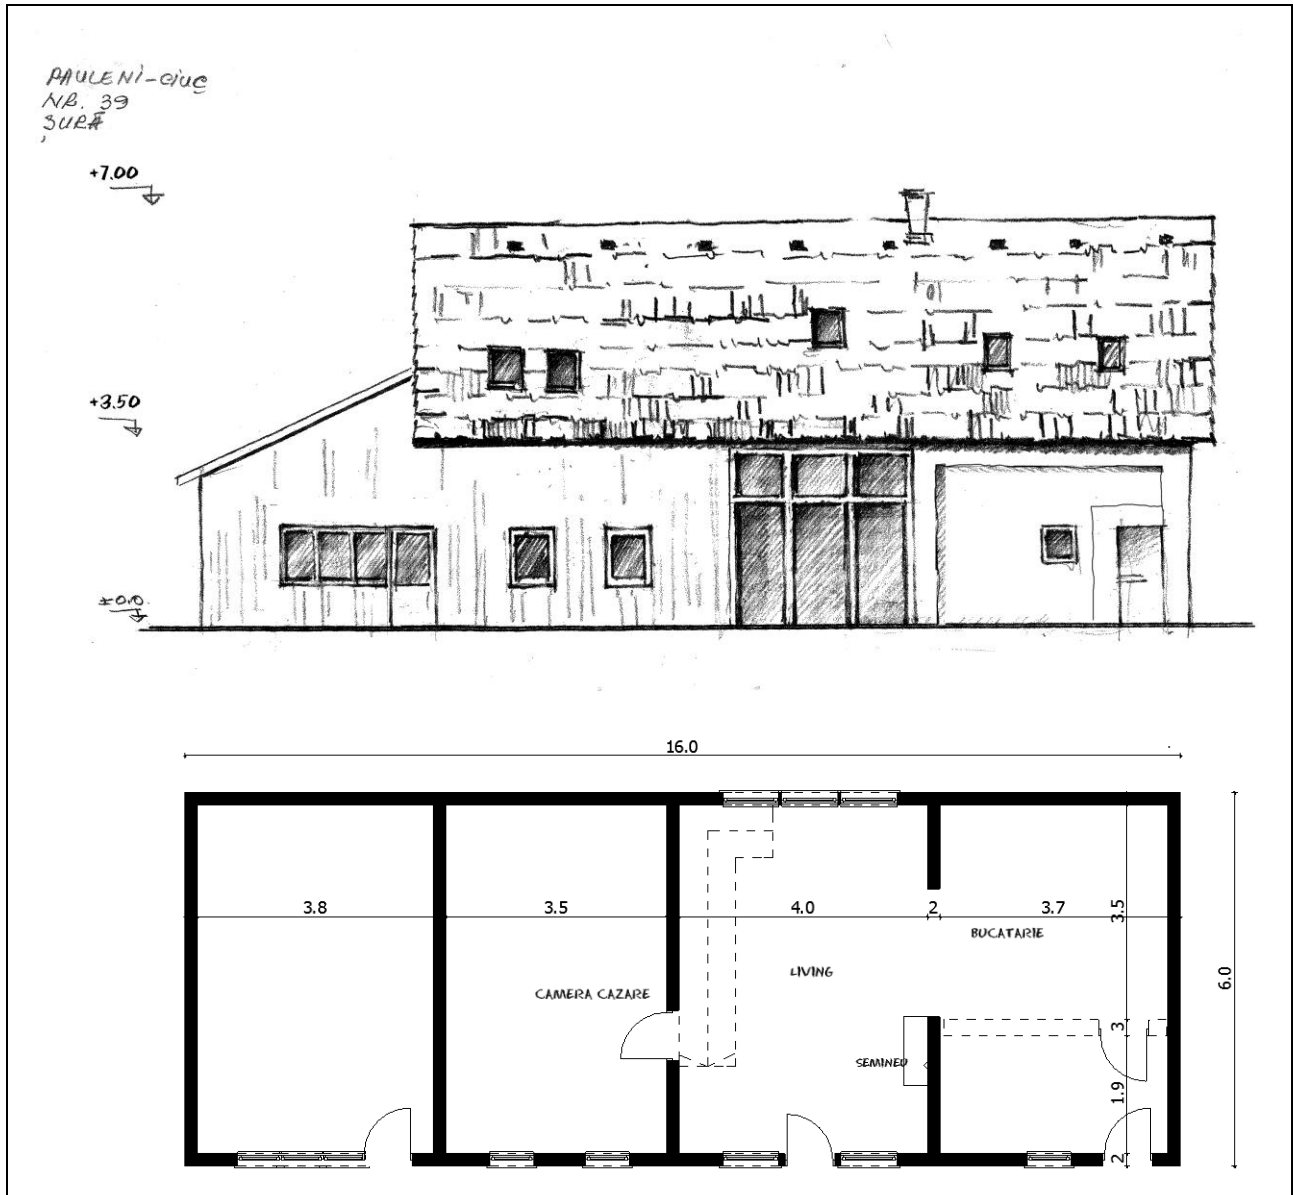 PAULENI-CIUC
NR. 39
ȘURĂ
+7.00
+3.50
±0.0.
16.0
3.8
3.5
4.0
2
3.7
3.5
BUCATARIE
LIVING
6.0
CAMERA CAZARE
3
SEMINEU
1.9
2